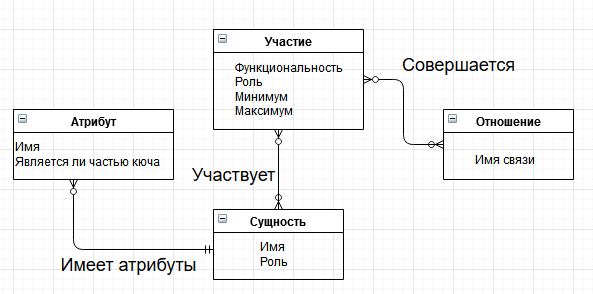 Участие
Функциональность
Роль
Минимум
Максимум
Совершается
Атрибут
Имя
Является ли частью кюча
Отношение
Имя связи
Участвует
Сущность
Имя
Роль
Имеет атрибуты